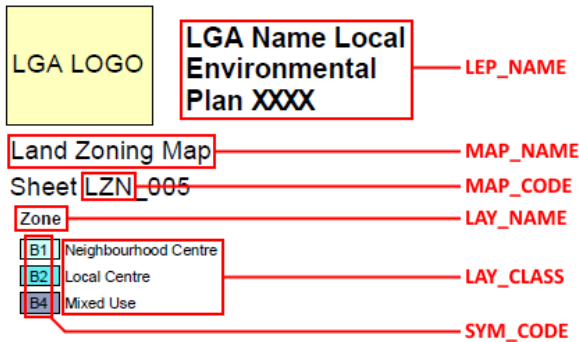 LGA LOGO
LGA Name Local
Environmental
Plan XXXX
LEP_NAME
Land Zoning Map
MAP_NAME
Sheet LZN_005
MAP_CODE
Zone
LAY_NAME
B1 Neighbourhood Centre
B2 Local Centre
LAY_CLASS
B4 Mixed Use
SYM_CODE